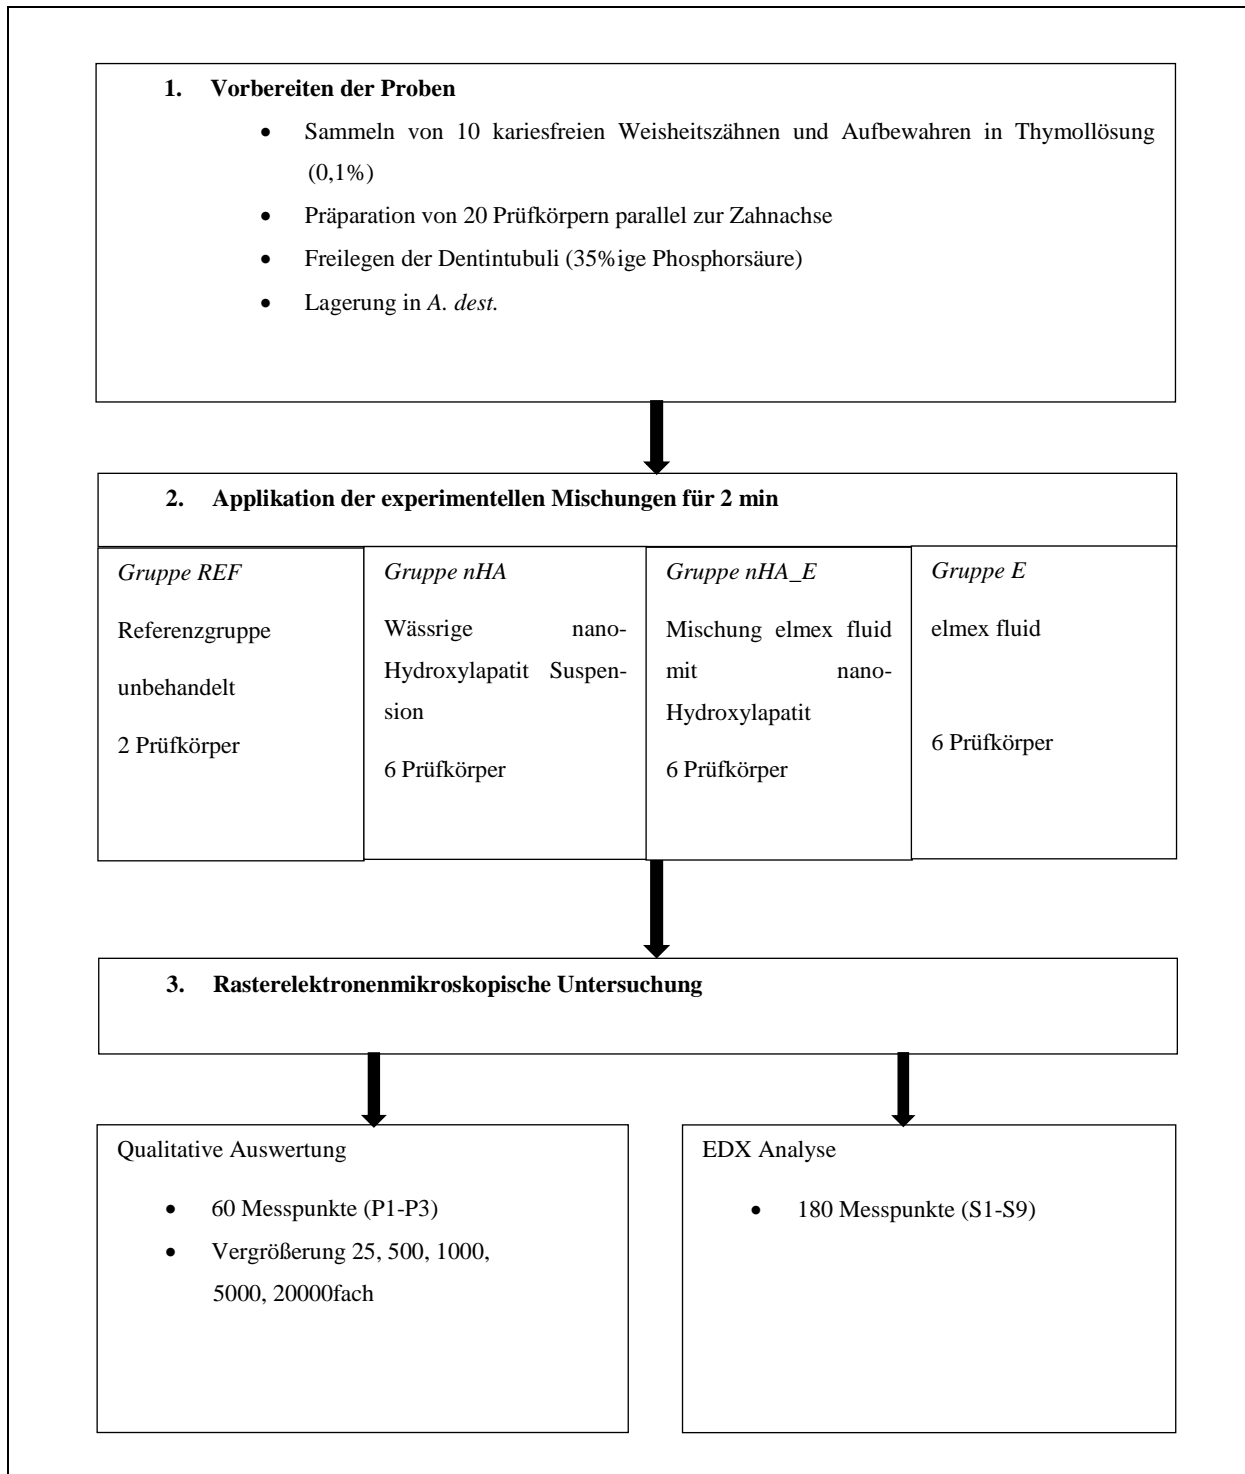 1. Vorbereiten der Proben
• Sammeln von 10 kariesfreien Weisheitszähnen und Aufbewahren in Thymollösung
(0,1%)
• Präparation von 20 Prüfkörpern parallel zur Zahnachse
• Freilegen der Dentintubuli (35%ige Phosphorsäure)
• Lagerung in A. dest.
2. Applikation der experimentellen Mischungen für 2 min
Gruppe REF
Referenzgruppe
unbehandelt
2 Prüfkörper
Gruppe nHA
Wässrige nano-
Hydroxylapatit Suspen-
sion
6 Prüfkörper
Gruppe nHA_E
Mischung elmex fluid
mit nano-
Hydroxylapatit
6 Prüfkörper
Gruppe E
elmex fluid
6 Prüfkörper
3. Rasterelektronenmikroskopische Untersuchung
Qualitative Auswertung
• 60 Messpunkte (P1-P3)
• Vergrößerung 25, 500, 1000,
5000, 20000fach
EDX Analyse
• 180 Messpunkte (S1-S9)